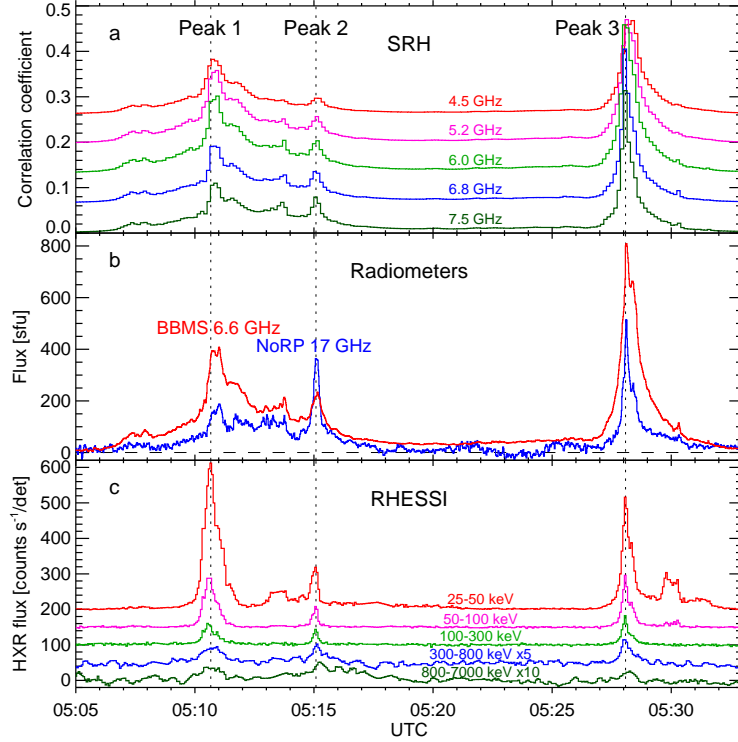 Peak 1 Peak 2 Peak 3
a SRH
Correlation coefficient
0.5
0.4
0.3
0.2
0.1
0.0
4.5 GHz
5.2 GHz
6.0 GHz
6.8 GHz
7.5 GHz
b Radiometers
Flux [sfu]
800
600
400
200
0
BBMS 6.6 GHz
NoRP 17 GHz
c RHESSI
HXR flux [counts s⁻¹/det]
600
500
400
300
200
100
0
25-50 keV
50-100 keV
100-300 keV
300-800 keV x5
800-7000 keV x10
05:05 05:10 05:15 05:20 05:25 05:30
UTC